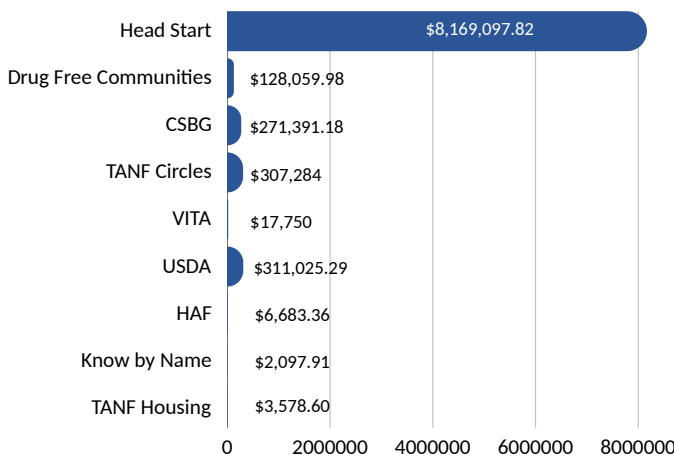 Head Start $8,169,097.82
Drug Free Communities $128,059.98
CSBG $271,391.18
TANF Circles $307,284
VITA $17,750
USDA $311,025.29
HAF $6,683.36
Know by Name $2,097.91
TANF Housing $3,578.60
0 2000000 4000000 6000000 8000000